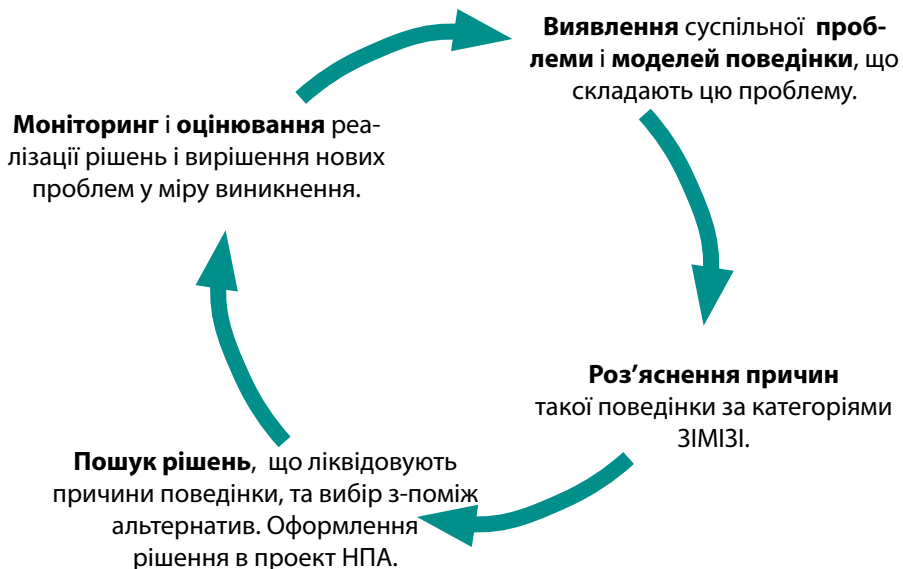 Виявлення суспільної проб-
леми і моделей поведінки, що
складають цю проблему.
Роз’яснення причин
такої поведінки за категоріями
ЗІМІЗІ.
Пошук рішень, що ліквідовують
причини поведінки, та вибір з-поміж
альтернатив. Оформлення
рішення в проект НПА.
Моніторинг і оцінювання реа-
лізації рішень і вирішення нових
проблем у міру виникнення.